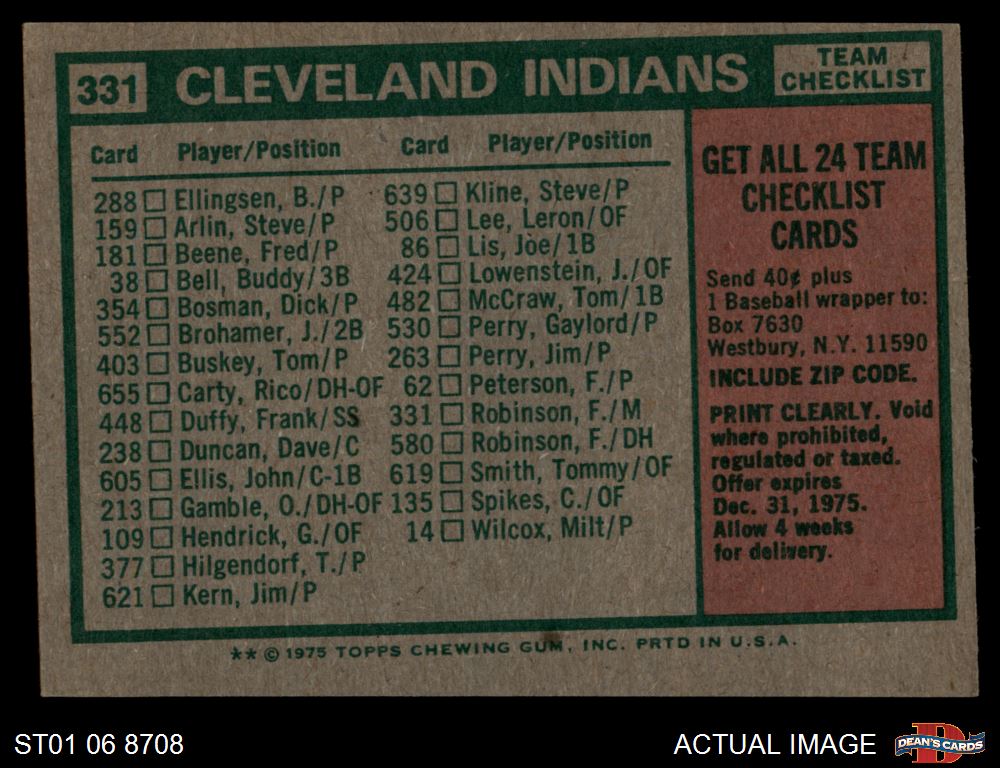 331 CLEVELAND INDIANS
TEAM
CHECKLIST
Card Player/Position
288 Ellingsen, B./P
159 Arlin, Steve/P
181 Beene, Fred/P
38 Bell, Buddy/3B
354 Bosman, Dick/P
552 Brohamer, J./2B
403 Buskey, Tom/P
655 Carty, Rico/DH-OF
448 Duffy, Frank/SS
238 Duncan, Dave/C
605 Ellis, John/C-1B
213 Gamble, O./DH-OF
109 Hendrick, G./OF
377 Hilgendorf, T./P
621 Kern, Jim/P
Card Player/Position
639 Kline, Steve/P
506 Lee, Leron/OF
86 Lis, Joe/1B
424 Lowenstein, J./OF
482 McCraw, Tom/1B
530 Perry, Gaylord/P
263 Perry, Jim/P
62 Peterson, F./P
331 Robinson, F./M
580 Robinson, F./DH
619 Smith, Tommy/OF
135 Spikes, C./OF
14 Wilcox, Milt/P
GET ALL 24 TEAM
CHECKLIST
CARDS
Send 40¢ plus
1 Baseball wrapper to:
Box 7630
Westbury, N.Y. 11590
INCLUDE ZIP CODE.
PRINT CLEARLY. Void
where prohibited,
regulated or taxed.
Offer expires
Dec. 31, 1975.
Allow 4 weeks
for delivery.
** © 1975 TOPPS CHEWING GUM, INC. PRTD IN U.S.A.
ST01 06 8708
ACTUAL IMAGE
D
DEAN'S CARDS